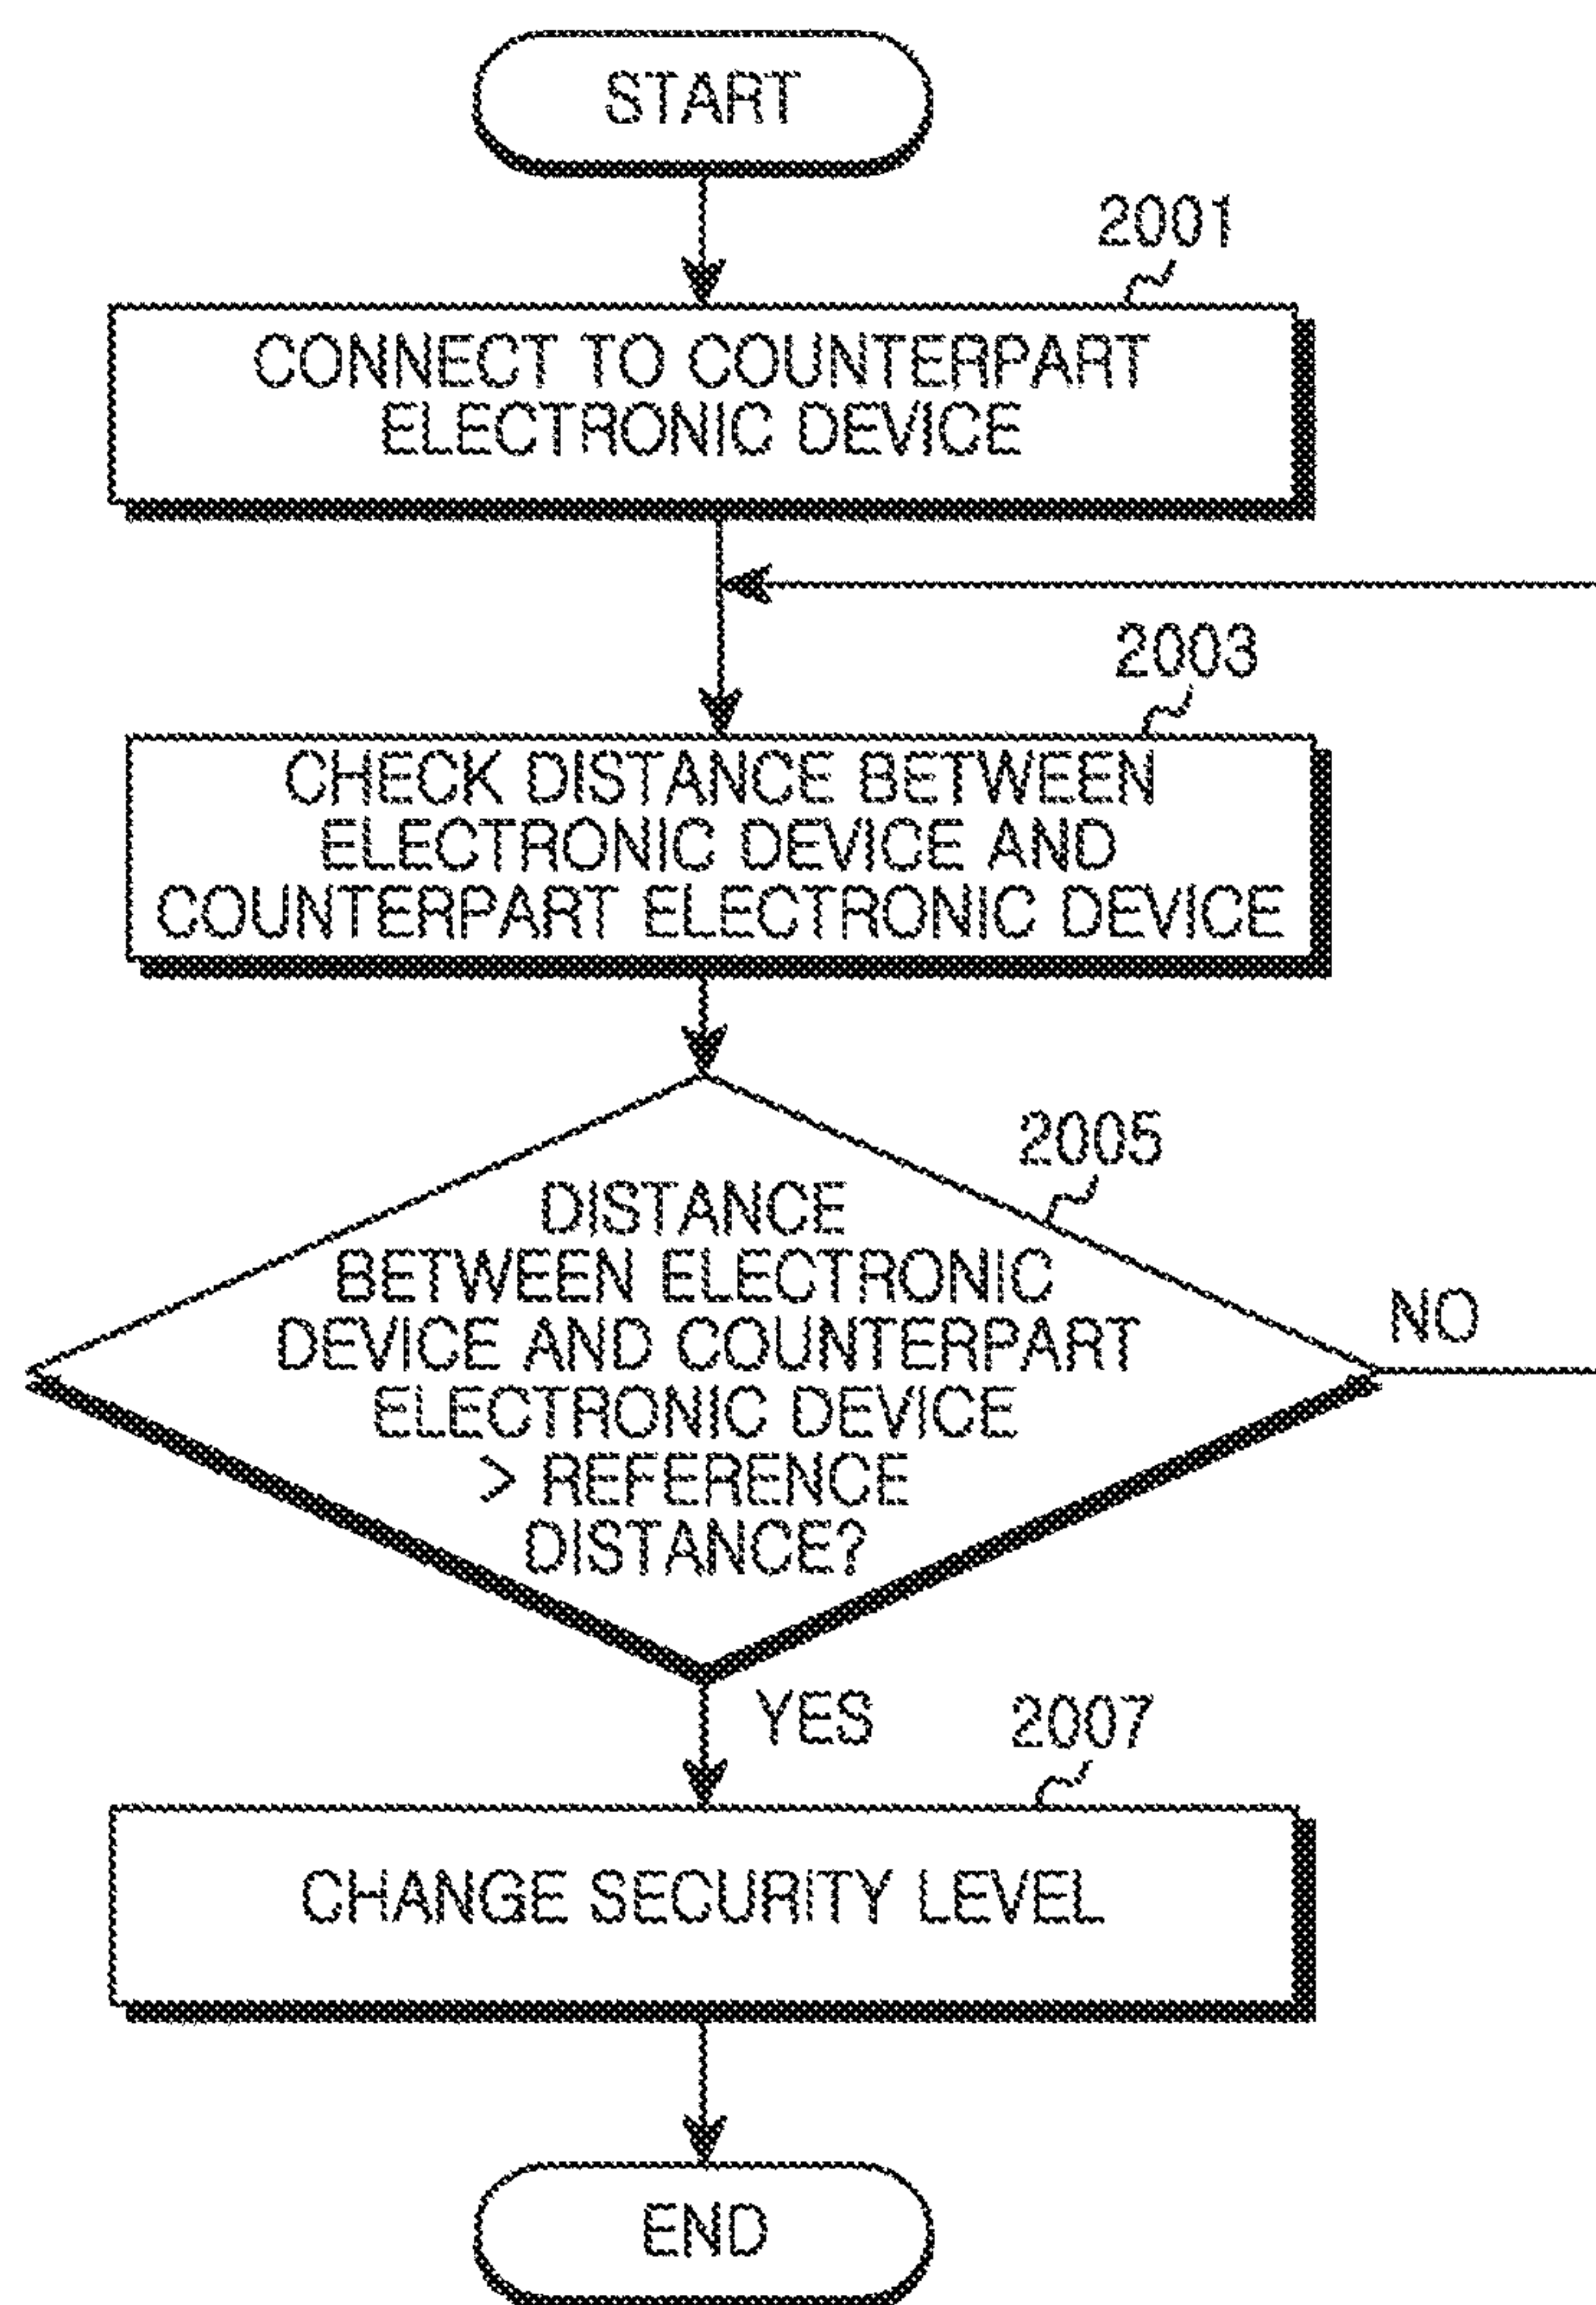 START
2001
CONNECT TO COUNTERPART
ELECTRONIC DEVICE
2003
CHECK DISTANCE BETWEEN
ELECTRONIC DEVICE AND
COUNTERPART ELECTRONIC DEVICE
2005
DISTANCE
BETWEEN ELECTRONIC
DEVICE AND COUNTERPART
ELECTRONIC DEVICE
> REFERENCE
DISTANCE?
NO
YES
2007
CHANGE SECURITY LEVEL
END